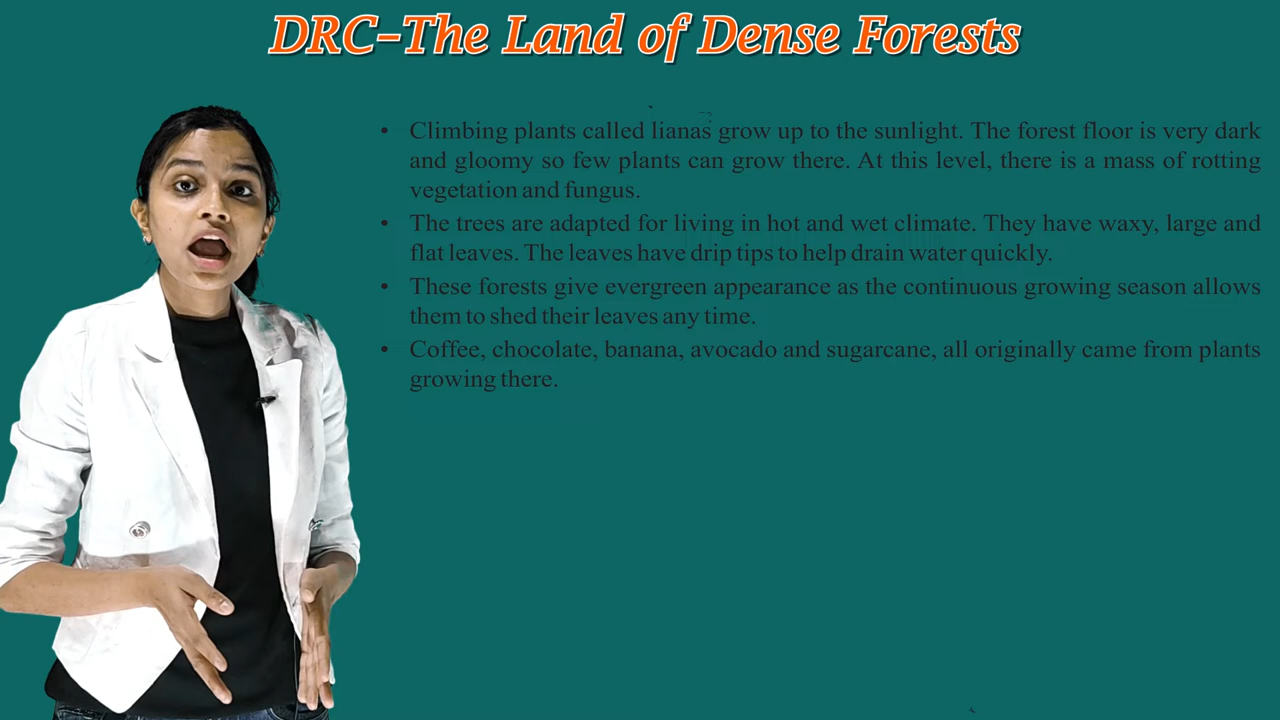 DRC-The Land of Dense Forests
• Climbing plants called lianas grow up to the sunlight. The forest floor is very dark
and gloomy so few plants can grow there. At this level, there is a mass of rotting
vegetation and fungus.
• The trees are adapted for living in hot and wet climate. They have waxy, large and
flat leaves. The leaves have drip tips to help drain water quickly.
• These forests give evergreen appearance as the continuous growing season allows
them to shed their leaves any time.
• Coffee, chocolate, banana, avocado and sugarcane, all originally came from plants
growing there.